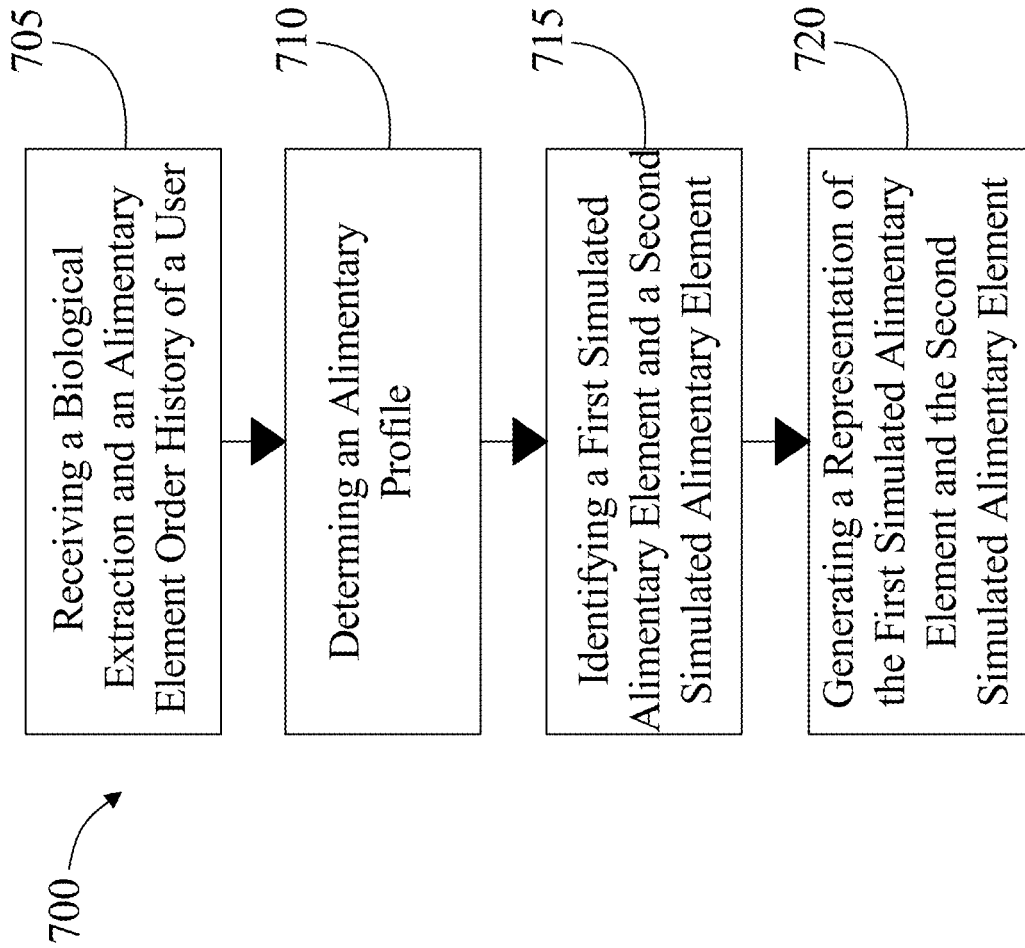 700
705
Receiving a Biological
Extraction and an Alimentary
Element Order History of a User
710
Determining an Alimentary
Profile
715
Identifying a First Simulated
Alimentary Element and a Second
Simulated Alimentary Element
720
Generating a Representation of
the First Simulated Alimentary
Element and the Second
Simulated Alimentary Element